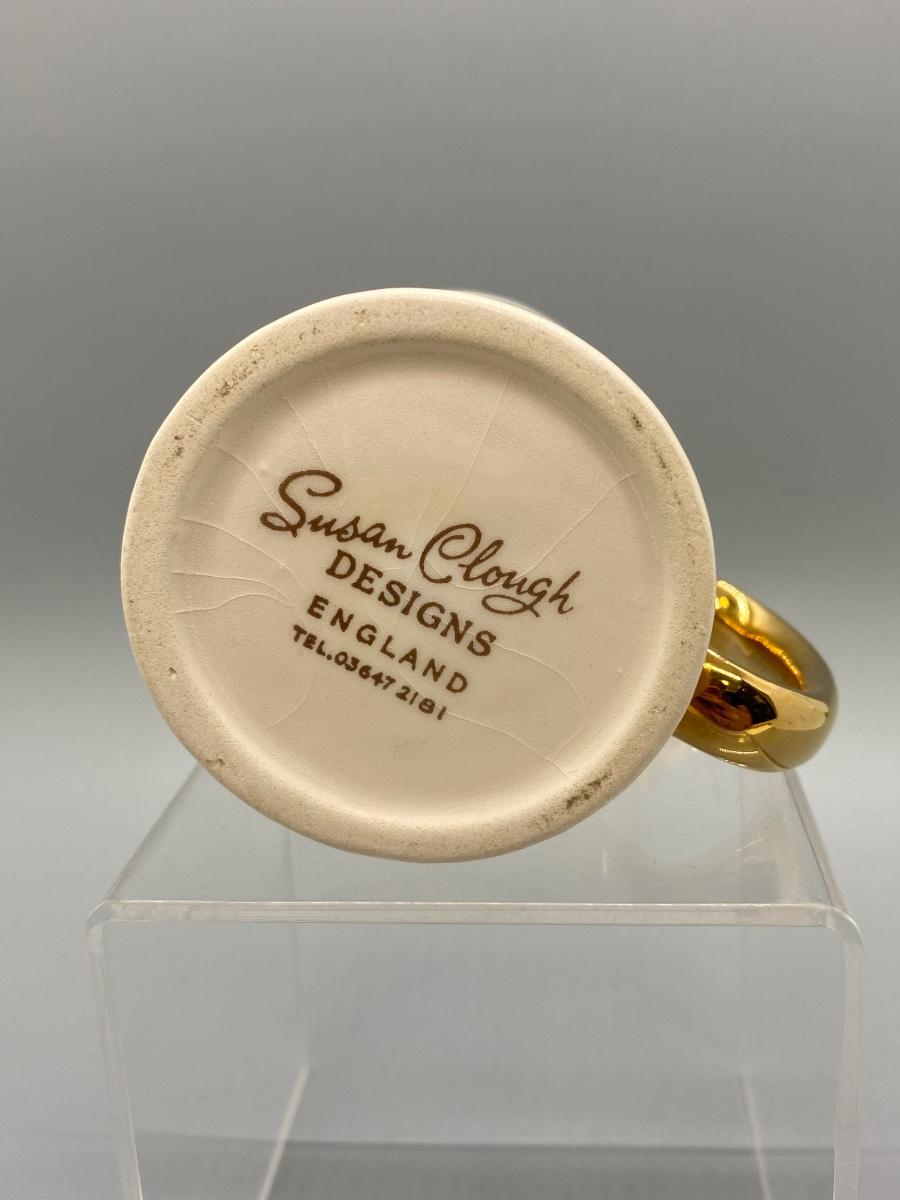 Susan Clough
DESIGNS
ENGLAND
TEL.03647 2181